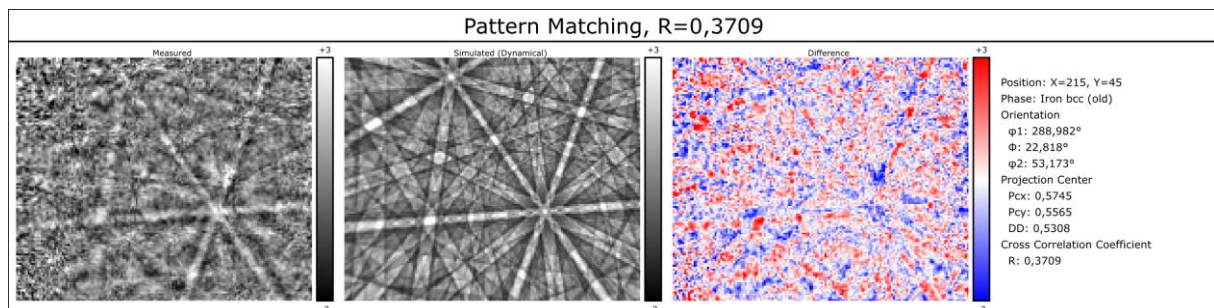 Pattern Matching, R=0,3709
Measured
+3
Simulated (Dynamical)
+3
Difference
+3
Position: X=215, Y=45
Phase: Iron bcc (old)
Orientation
φ1: 288,982°
Φ: 22,818°
φ2: 53,173°
Projection Center
Pcx: 0,5745
Pcy: 0,5565
DD: 0,5308
Cross Correlation Coefficient
R: 0,3709